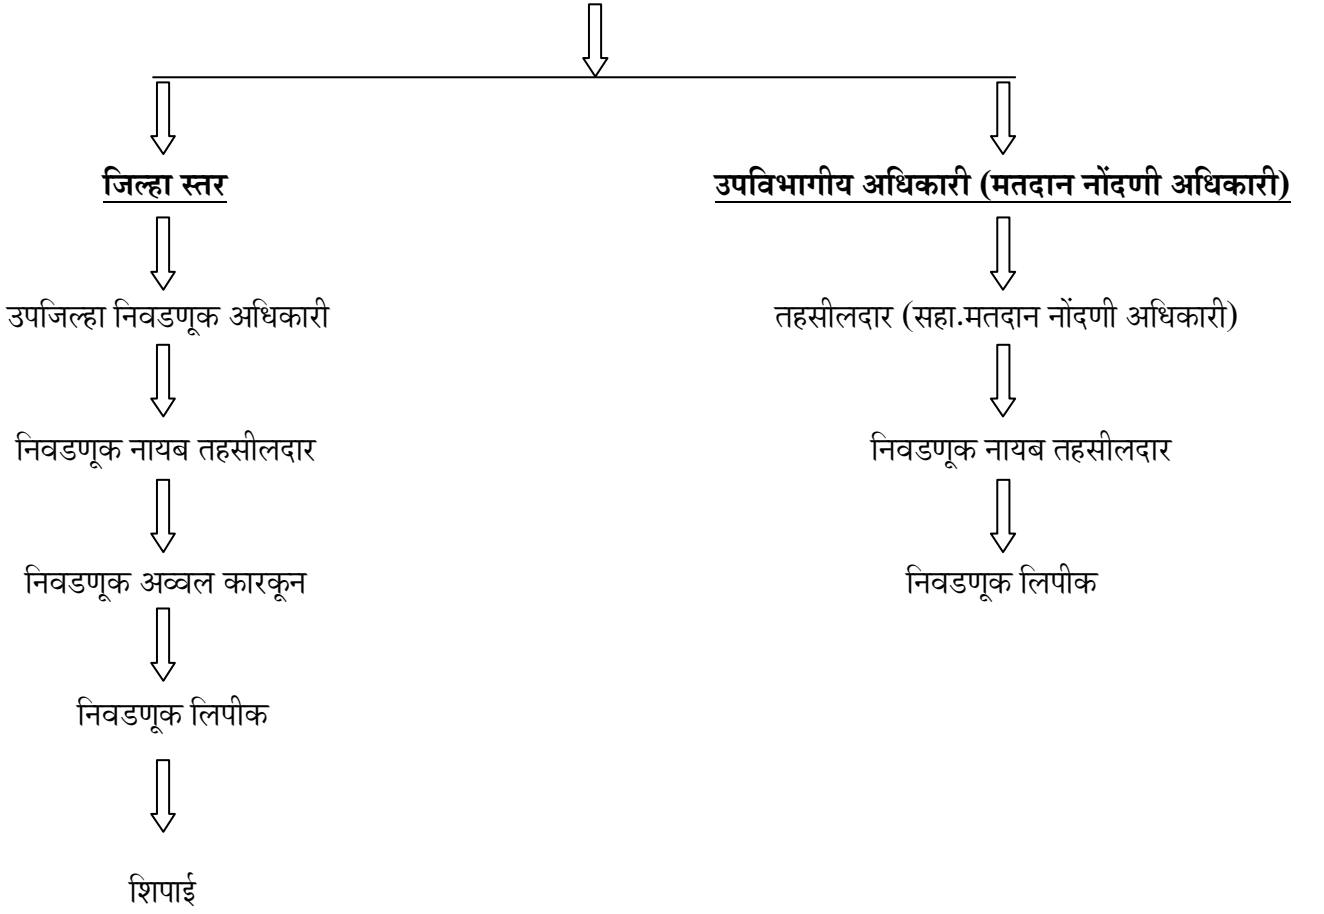 जिल्हा स्तर
उपजिल्हा निवडणूक अधिकारी
निवडणूक नायब तहसीलदार
निवडणूक अव्वल कारकून
निवडणूक लिपीक
शिपाई
उपविभागीय अधिकारी (मतदान नोंदणी अधिकारी)
तहसीलदार (सहा.मतदान नोंदणी अधिकारी)
निवडणूक नायब तहसीलदार
निवडणूक लिपीक